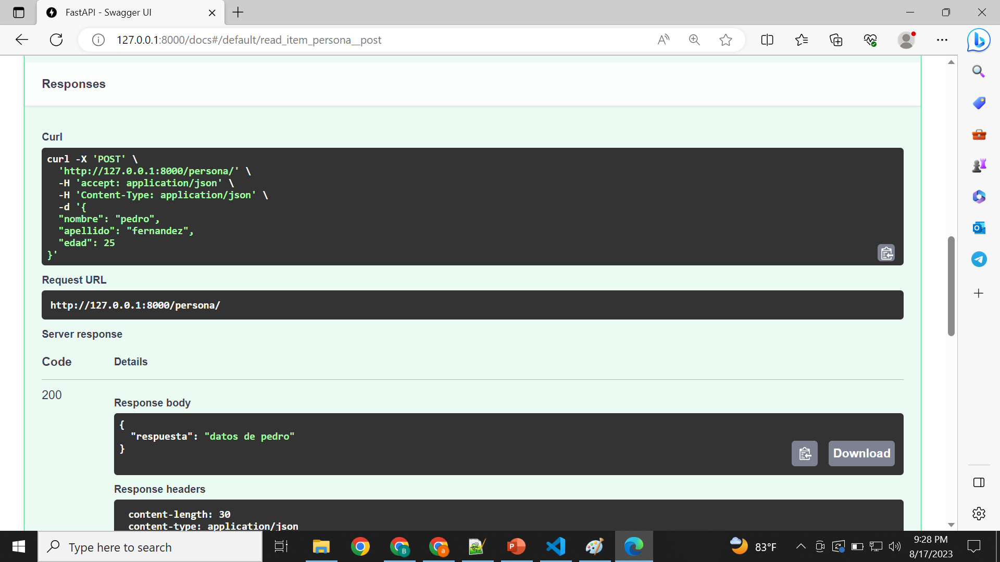 FastAPI - Swagger UI
127.0.0.1:8000/docs#/default/read_item_persona__post
Responses
Curl
curl -X 'POST' \
  'http://127.0.0.1:8000/persona/' \
  -H 'accept: application/json' \
  -H 'Content-Type: application/json' \
  -d '{
  "nombre": "pedro",
  "apellido": "fernandez",
  "edad": 25
}'
Request URL
http://127.0.0.1:8000/persona/
Server response
Code Details
200
Response body
{
  "respuesta": "datos de pedro"
}
Download
Response headers
content-length: 30
content-type: application/json
Type here to search
83°F
9:28 PM
8/17/2023